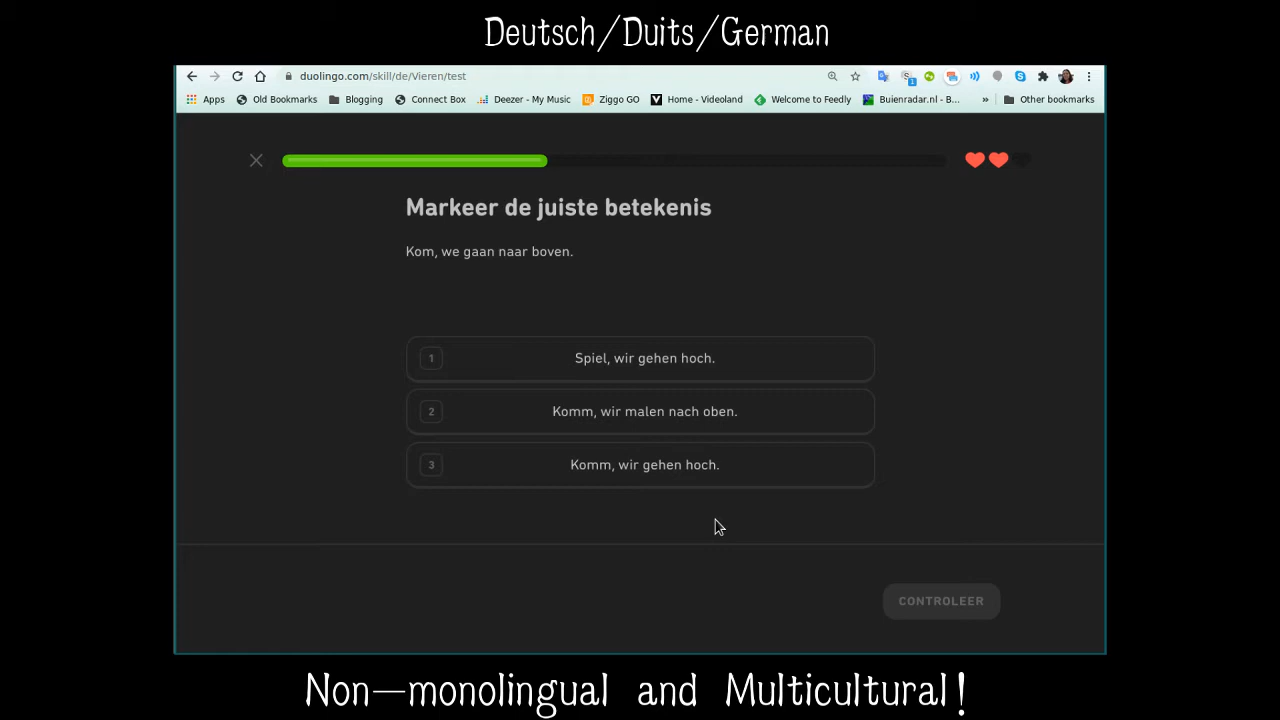 Deutsch/Duits/German
duolingo.com/skill/de/Vieren/test
1
Apps Old Bookmarks Blogging Connect Box Deezer - My Music Ziggo GO Home - Videoland Welcome to Feedly Buienradar.nl - B... » Other bookmarks
Markeer de juiste betekenis
Kom, we gaan naar boven.
1 Spiel, wir gehen hoch.
2 Komm, wir malen nach oben.
3 Komm, wir gehen hoch.
CONTROLEER
Non-monolingual and Multicultural!